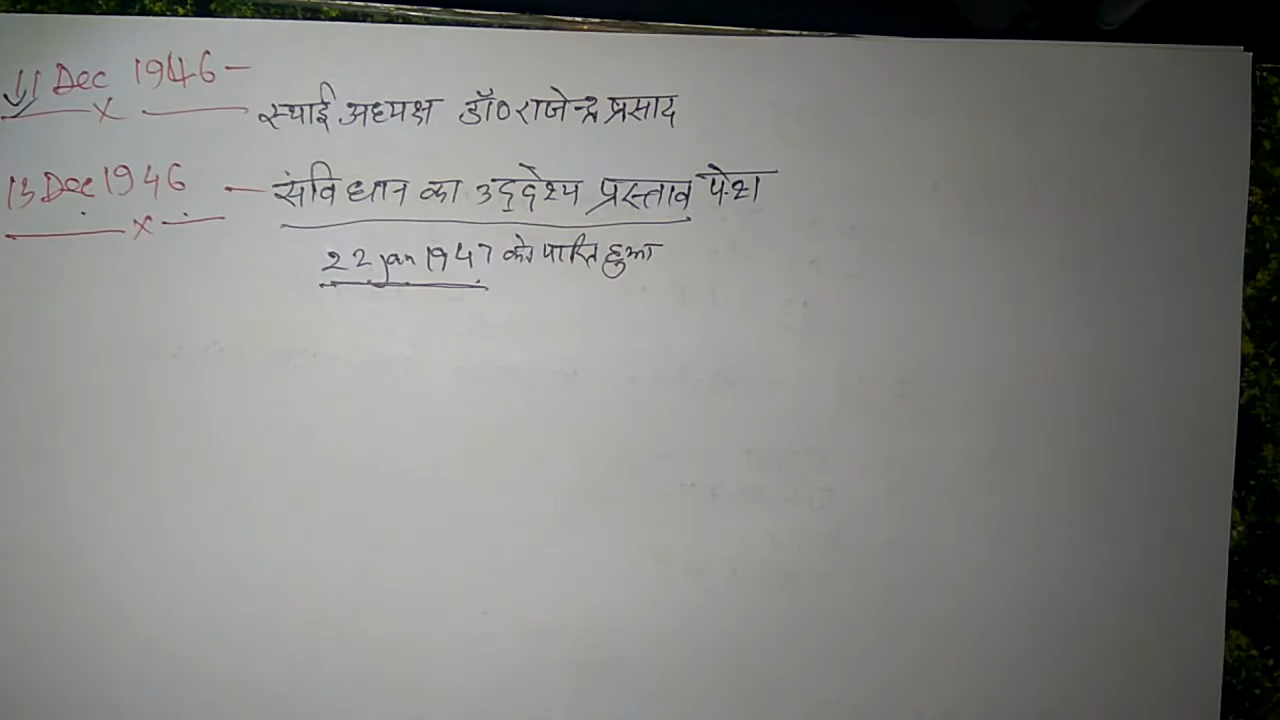 11 Dec 1946 - स्थाई अध्यक्ष डॉ० राजेन्द्र प्रसाद
13 Dec 1946 - संविधान का उद्देश्य प्रस्ताव पेश
22 jan 1947 को पारित हुआ